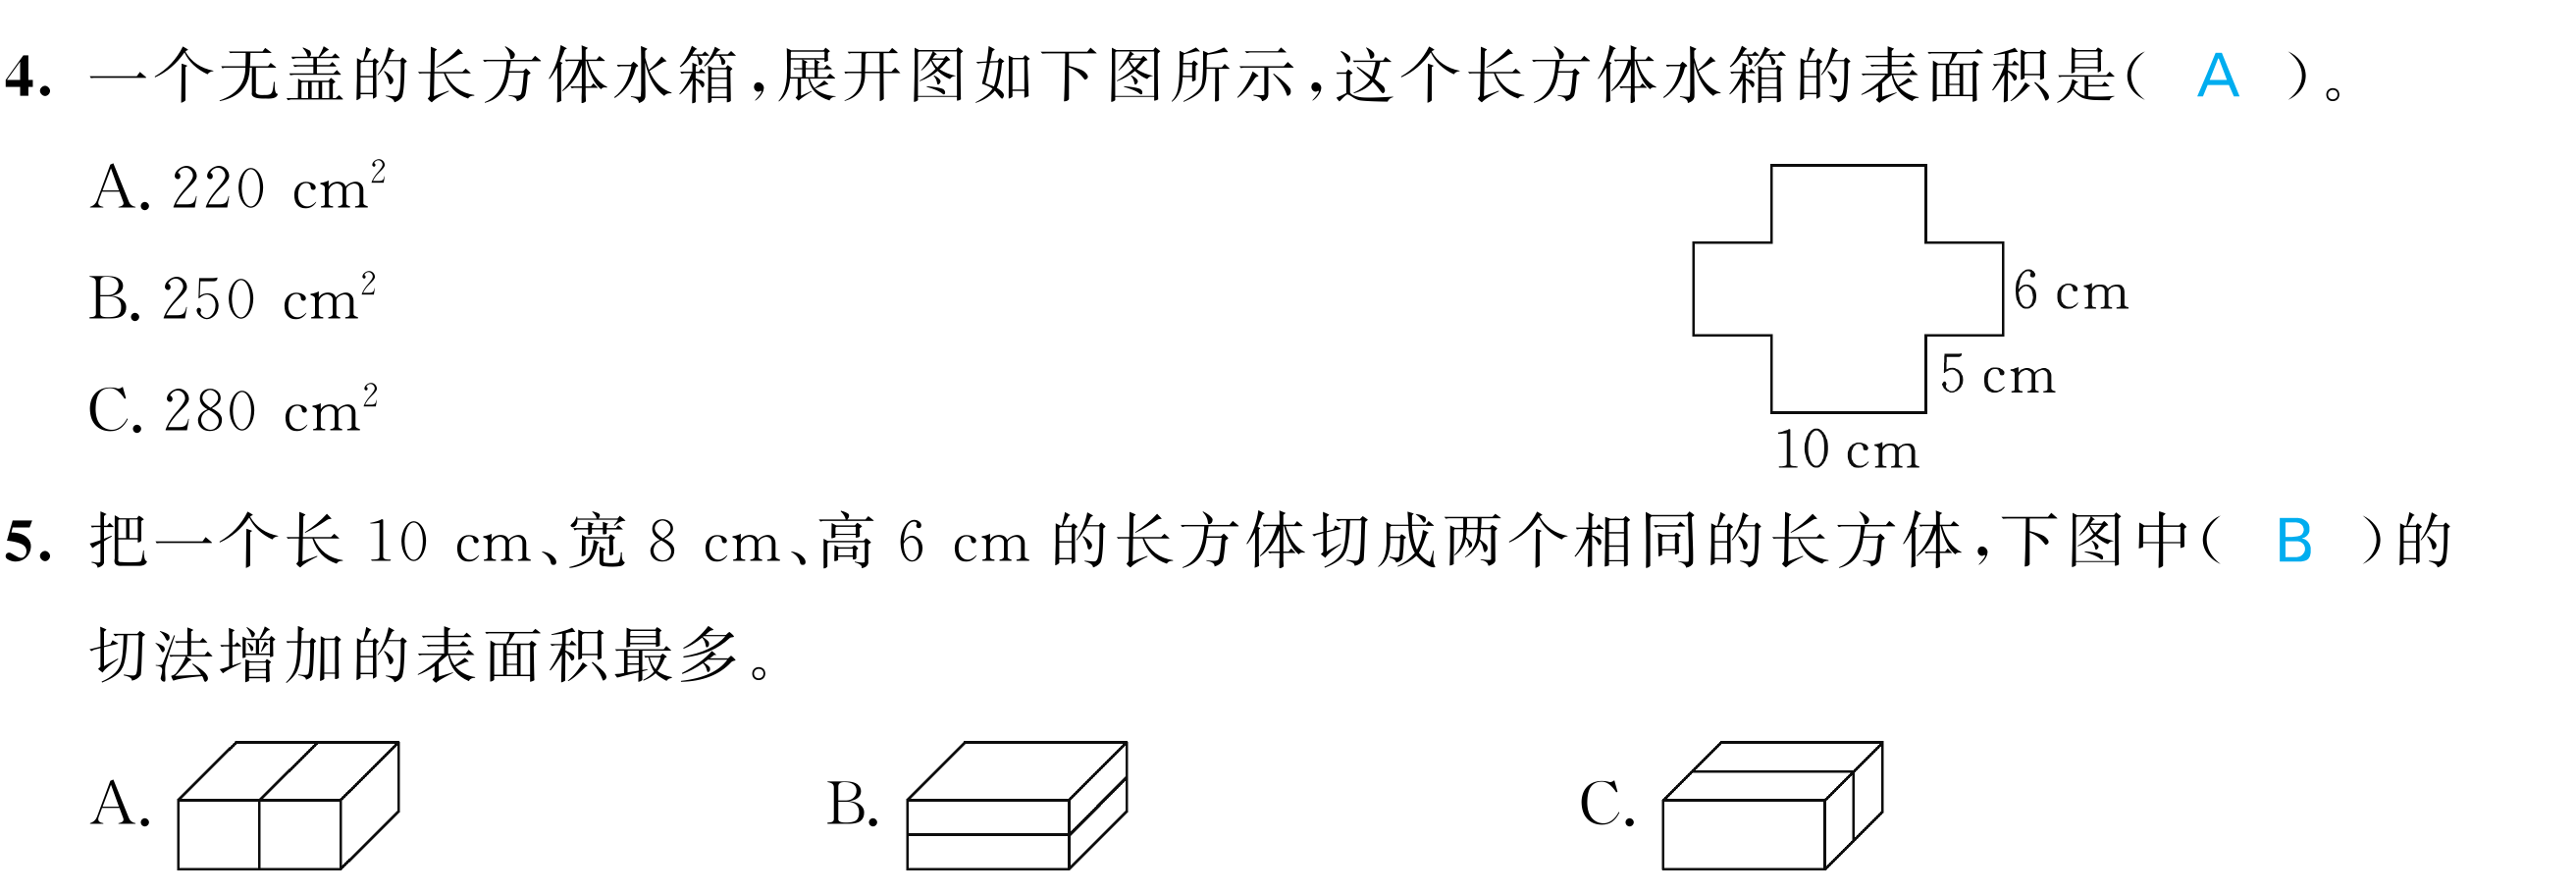 4. 一个无盖的长方体水箱,展开图如下图所示,这个长方体水箱的表面积是( A )。
A. 220 cm²
B. 250 cm²
C. 280 cm²
6 cm
5 cm
10 cm
5. 把一个长 10 cm、宽 8 cm、高 6 cm 的长方体切成两个相同的长方体,下图中( B )的
切法增加的表面积最多。
A.
B.
C.